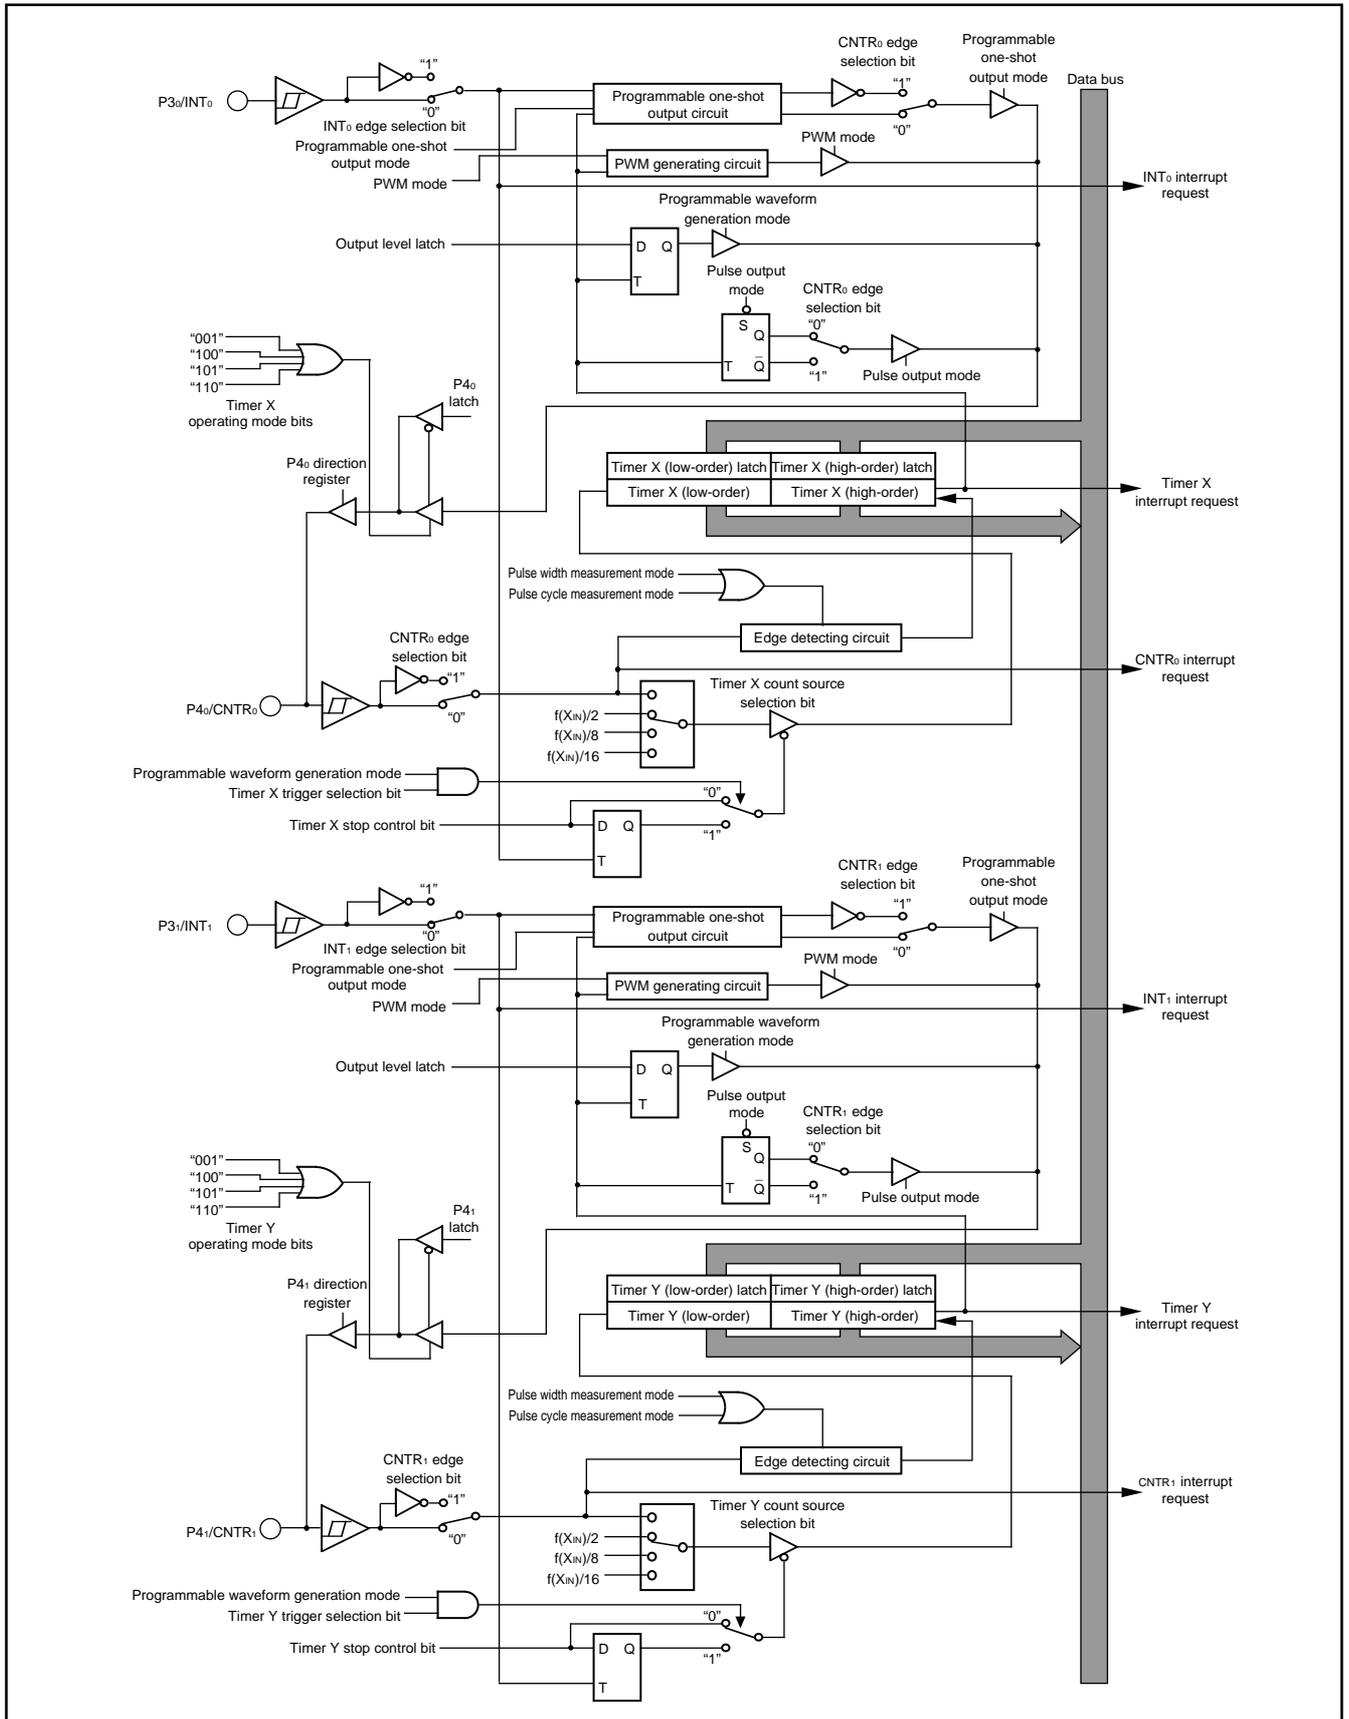 CNTR₀ edge
selection bit
Programmable
one-shot
output mode
Data bus
"1"
P3₀/INT₀
"0"
INT₀ edge selection bit
Programmable one-shot
output circuit
"1"
"0"
Programmable one-shot
output mode
PWM mode
PWM generating circuit
PWM mode
INT₀ interrupt
request
Programmable waveform
generation mode
Output level latch
D Q
T
Pulse output
mode
CNTR₀ edge
selection bit
S
Q
T Q̅
"0"
"1"
Pulse output mode
"001"
"100"
"101"
"110"
Timer X
operating mode bits
P4₀
latch
P4₀ direction
register
Timer X (low-order) latch
Timer X (high-order) latch
Timer X (low-order)
Timer X (high-order)
Timer X
interrupt request
Pulse width measurement mode
Pulse cycle measurement mode
Edge detecting circuit
CNTR₀ edge
selection bit
"1"
"0"
P4₀/CNTR₀
CNTR₀ interrupt
request
Timer X count source
selection bit
f(XIN)/2
f(XIN)/8
f(XIN)/16
Programmable waveform generation mode
Timer X trigger selection bit
Timer X stop control bit
"0"
"1"
D Q
T
CNTR₁ edge
selection bit
Programmable
one-shot
output mode
"1"
P3₁/INT₁
"0"
INT₁ edge selection bit
Programmable one-shot
output circuit
"1"
"0"
Programmable one-shot
output mode
PWM mode
PWM generating circuit
PWM mode
INT₁ interrupt
request
Programmable waveform
generation mode
Output level latch
D Q
T
Pulse output
mode
CNTR₁ edge
selection bit
S
Q
T Q̅
"0"
"1"
Pulse output mode
"001"
"100"
"101"
"110"
Timer Y
operating mode bits
P4₁
latch
P4₁ direction
register
Timer Y (low-order) latch
Timer Y (high-order) latch
Timer Y (low-order)
Timer Y (high-order)
Timer Y
interrupt request
Pulse width measurement mode
Pulse cycle measurement mode
Edge detecting circuit
CNTR₁ edge
selection bit
"1"
"0"
P4₁/CNTR₁
CNTR₁ interrupt
request
Timer Y count source
selection bit
f(XIN)/2
f(XIN)/8
f(XIN)/16
Programmable waveform generation mode
Timer Y trigger selection bit
Timer Y stop control bit
"0"
"1"
D Q
T